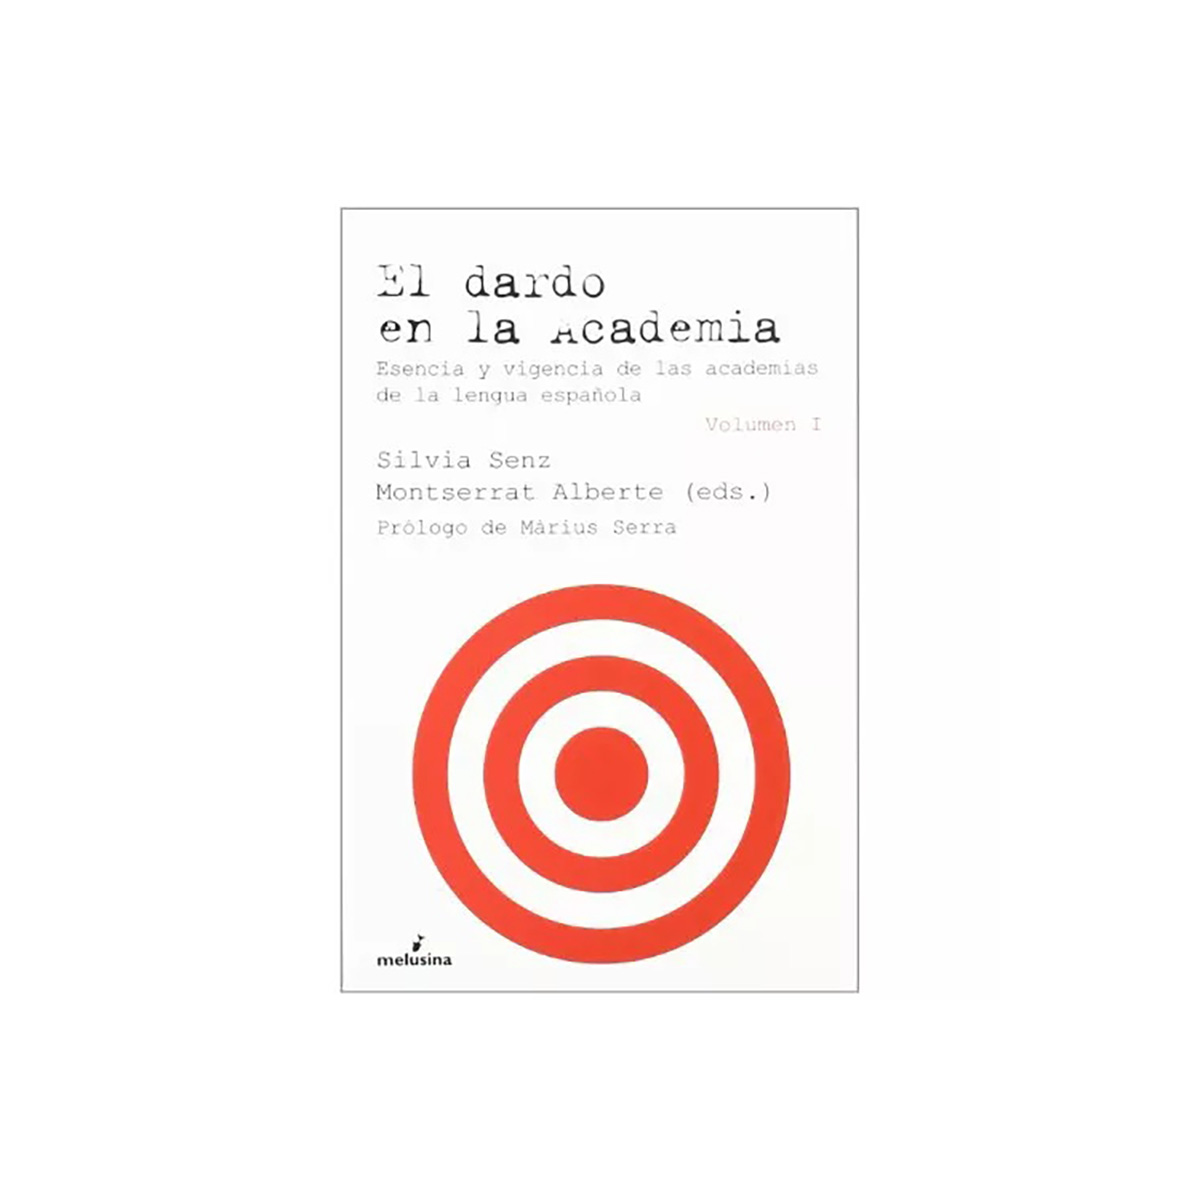 El dardo
en la Academia
Esencia y vigencia de las academias
de la lengua española
Volumen I
Silvia Senz
Montserrat Alberte (eds.)
Prólogo de Màrius Serra
melusina